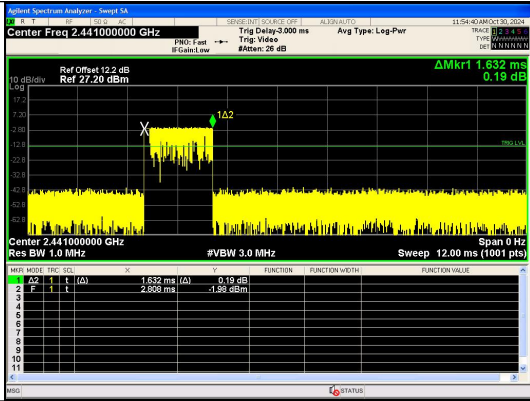 Agilent Spectrum Analyzer - Swept SA
R T RF 50 Ω AC SENSE:INT SOURCE OFF ALIGNAUTO 11:54:40 AM Oct 30, 2024
Center Freq 2.441000000 GHz
PNO: Fast
IFGain:Low
Trig Delay-3.000 ms
Trig: Video
#Atten: 26 dB
Avg Type: Log-Pwr
TRACE 1 2 3 4 5 6
TYPE
DET N N N N N N
ΔMkr1 1.632 ms
0.19 dB
Ref Offset 12.2 dB
10 dB/div Ref 27.20 dBm
Log
17.2
7.20
1Δ2
X
-2.80
-12.8
TRIG LVL
-22.8
-32.8
-42.8
-52.8
-62.8
Center 2.441000000 GHz Span 0 Hz
Res BW 1.0 MHz #VBW 3.0 MHz Sweep 12.00 ms (1001 pts)
MKR MODE TRC SCL X Y FUNCTION FUNCTION WIDTH FUNCTION VALUE
1 Δ2 1 t (Δ) 1.632 ms (Δ) 0.19 dB
2 F 1 t 2.808 ms -1.98 dBm
3
4
5
6
7
8
9
10
11
MSG STATUS